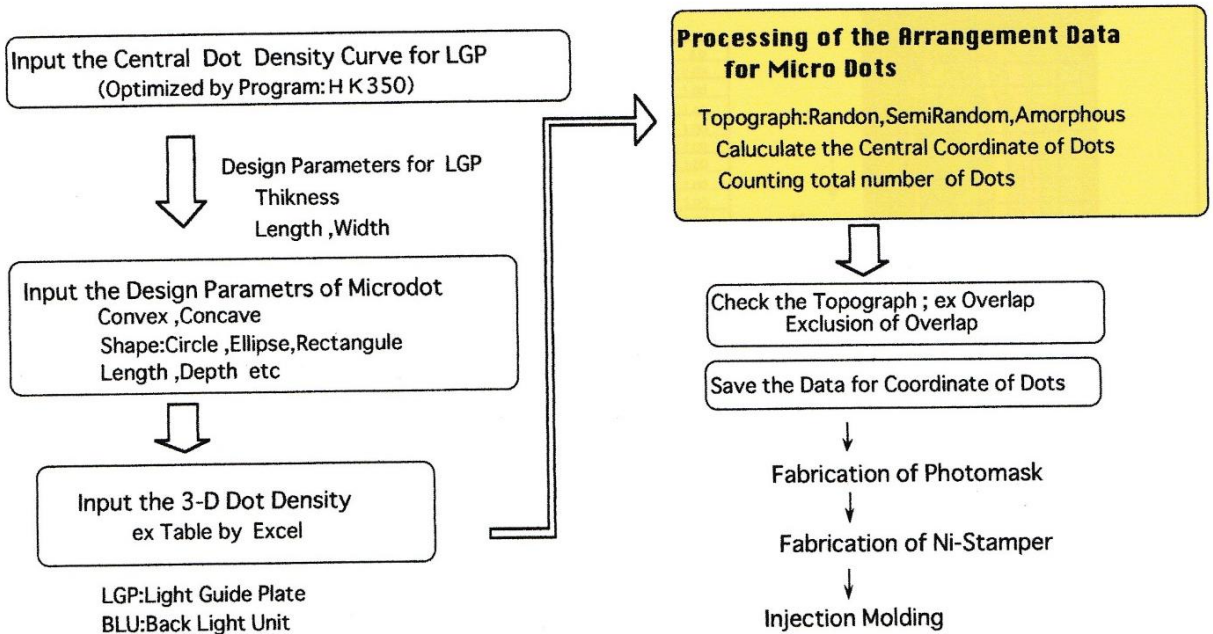 Input the Central Dot Density Curve for LGP
(Optimized by Program:HK350)
Design Parameters for LGP
Thikness
Length ,Width
Input the Design Parametrs of Microdot
Convex ,Concave
Shape:Circle ,Ellipse,Rectangule
Length ,Depth etc
Input the 3-D Dot Density
ex Table by Excel
LGP:Light Guide Plate
BLU:Back Light Unit
Processing of the Arrangement Data
for Micro Dots
Topograph:Randon,SemiRandom,Amorphous
Caluculate the Central Coordinate of Dots
Counting total number of Dots
Check the Topograph ; ex Overlap
Exclusion of Overlap
Save the Data for Coordinate of Dots
Fabrication of Photomask
Fabrication of Ni-Stamper
Injection Molding